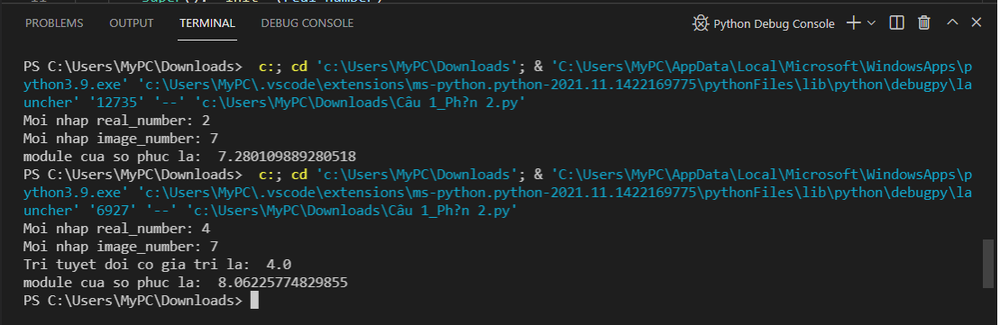 PROBLEMS OUTPUT TERMINAL DEBUG CONSOLE Python Debug Console
PS C:\Users\MyPC\Downloads>  c:; cd 'c:\Users\MyPC\Downloads'; & 'C:\Users\MyPC\AppData\Local\Microsoft\WindowsApps\p
ython3.9.exe' 'c:\Users\MyPC\.vscode\extensions\ms-python.python-2021.11.1422169775\pythonFiles\lib\python\debugpy\la
uncher' '12735' '--' 'c:\Users\MyPC\Downloads\Câu 1_Ph?n 2.py'
Moi nhap real_number: 2
Moi nhap image_number: 7
module cua so phuc la:  7.280109889280518
PS C:\Users\MyPC\Downloads>  c:; cd 'c:\Users\MyPC\Downloads'; & 'C:\Users\MyPC\AppData\Local\Microsoft\WindowsApps\p
ython3.9.exe' 'c:\Users\MyPC\.vscode\extensions\ms-python.python-2021.11.1422169775\pythonFiles\lib\python\debugpy\la
uncher' '6927' '--' 'c:\Users\MyPC\Downloads\Câu 1_Ph?n 2.py'
Moi nhap real_number: 4
Moi nhap image_number: 7
Tri tuyet doi co gia tri la:  4.0
module cua so phuc la:  8.06225774829855
PS C:\Users\MyPC\Downloads>